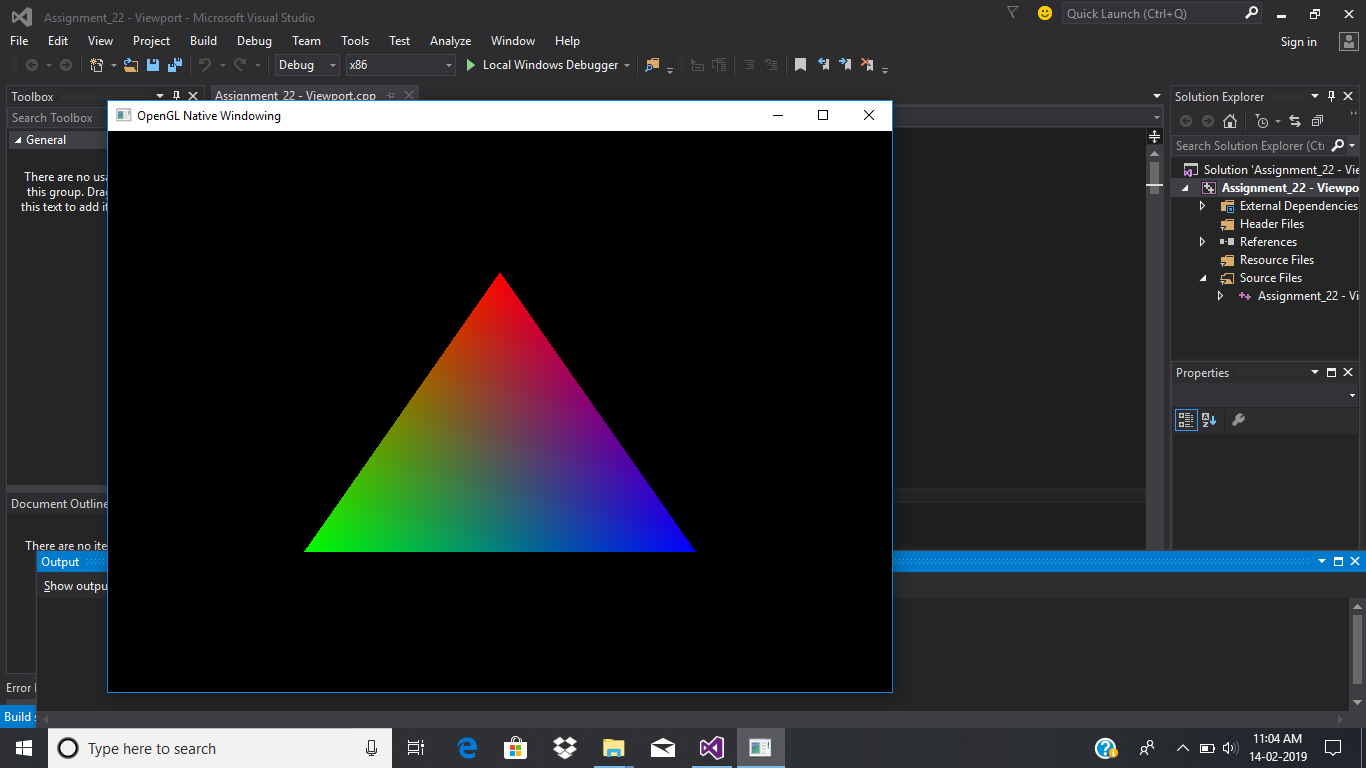 Assignment_22 - Viewport - Microsoft Visual Studio
Quick Launch (Ctrl+Q)
File Edit View Project Build Debug Team Tools Test Analyze Window Help
Sign in
Debug x86 Local Windows Debugger
Toolbox
Assignment_22 - Viewport.cpp
Solution Explorer
Search Toolbox
OpenGL Native Windowing
General
Search Solution Explorer (Ctrl
There are no usa
this group. Drag
this text to add it
Solution 'Assignment_22 - Vie
Assignment_22 - Viewpo
External Dependencies
Header Files
References
Resource Files
Source Files
Assignment_22 - Vi
Properties
Document Outline
There are no ite
Output
Show outpu
Error
Build s
Type here to search
11:04 AM
14-02-2019